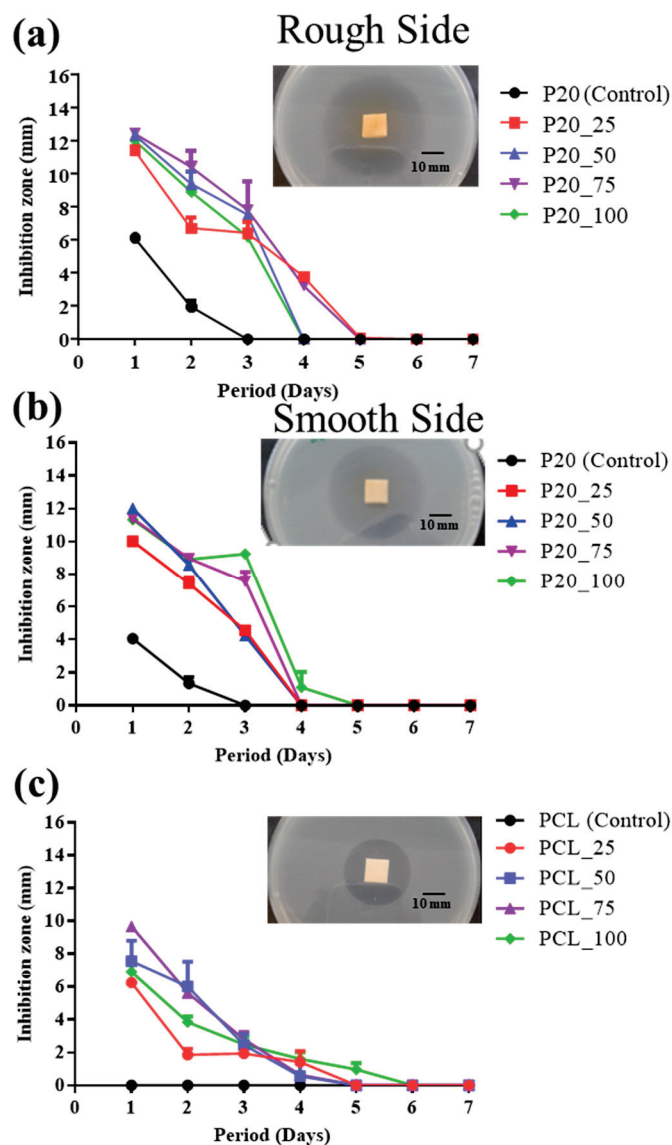 (a)
Rough Side
16
14
12
10
8
6
4
2
0
Inhibition zone (mm)
10 mm
P20 (Control)
P20_25
P20_50
P20_75
P20_100
0 1 2 3 4 5 6 7
Period (Days)
(b)
Smooth Side
16
14
12
10
8
6
4
2
0
Inhibition zone (mm)
10 mm
P20 (Control)
P20_25
P20_50
P20_75
P20_100
0 1 2 3 4 5 6 7
Period (Days)
(c)
16
14
12
10
8
6
4
2
0
Inhibition zone (mm)
10 mm
PCL (Control)
PCL_25
PCL_50
PCL_75
PCL_100
0 1 2 3 4 5 6 7
Period (Days)